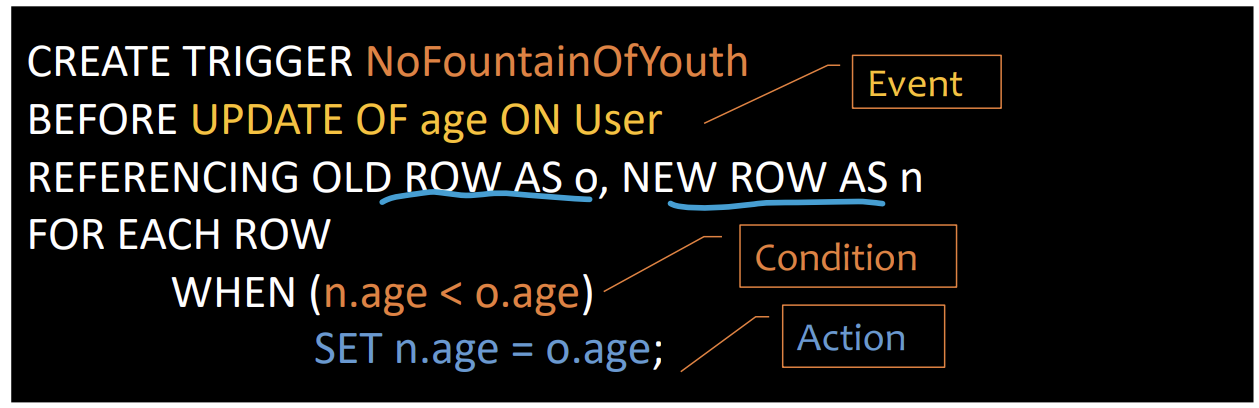 CREATE TRIGGER NoFountainOfYouth
Event
BEFORE UPDATE OF age ON User
REFERENCING OLD ROW AS o, NEW ROW AS n
FOR EACH ROW
Condition
WHEN (n.age < o.age)
Action
SET n.age = o.age;